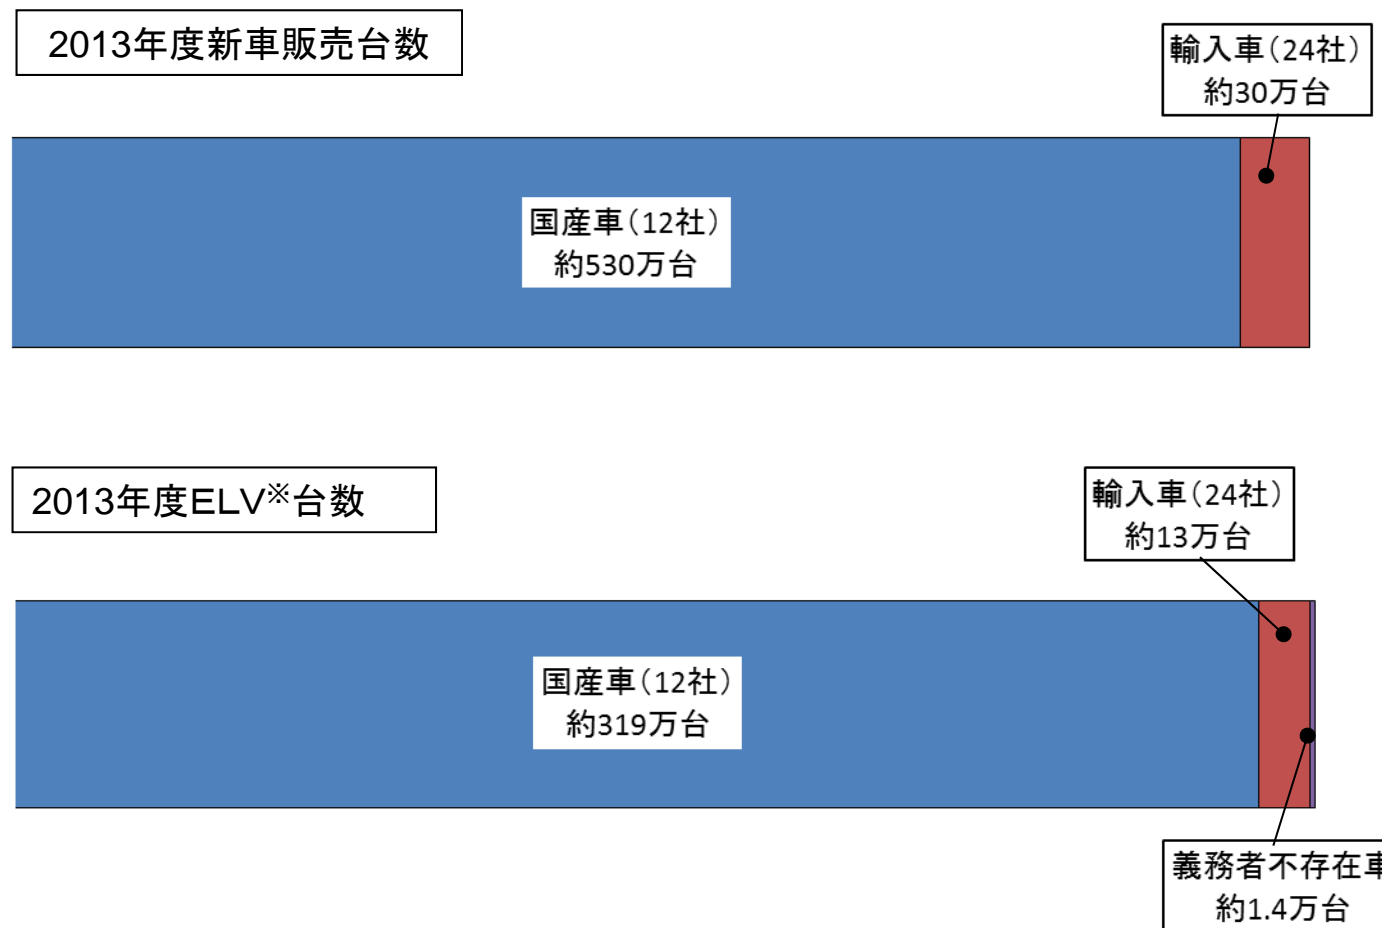 2013年度新車販売台数
輸入車(24社)
約30万台
国産車(12社)
約530万台
2013年度ELV※台数
輸入車(24社)
約13万台
国産車(12社)
約319万台
義務者不存在車
約1.4万台